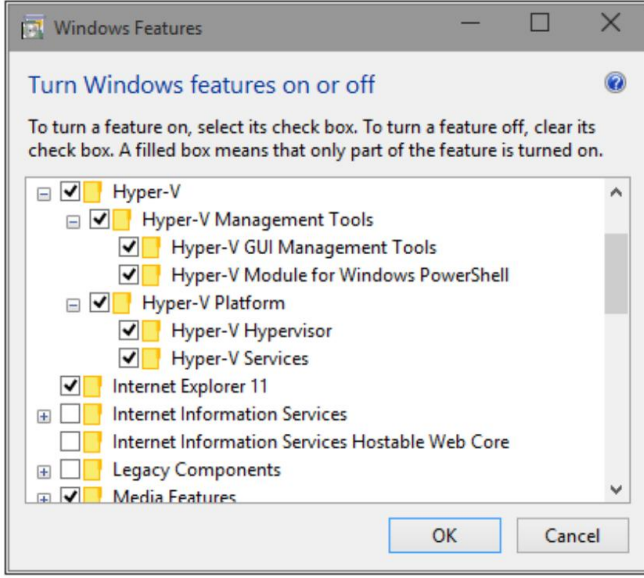 Windows Features
Turn Windows features on or off
To turn a feature on, select its check box. To turn a feature off, clear its
check box. A filled box means that only part of the feature is turned on.
Hyper-V
Hyper-V Management Tools
Hyper-V GUI Management Tools
Hyper-V Module for Windows PowerShell
Hyper-V Platform
Hyper-V Hypervisor
Hyper-V Services
Internet Explorer 11
Internet Information Services
Internet Information Services Hostable Web Core
Legacy Components
Media Features
OK Cancel